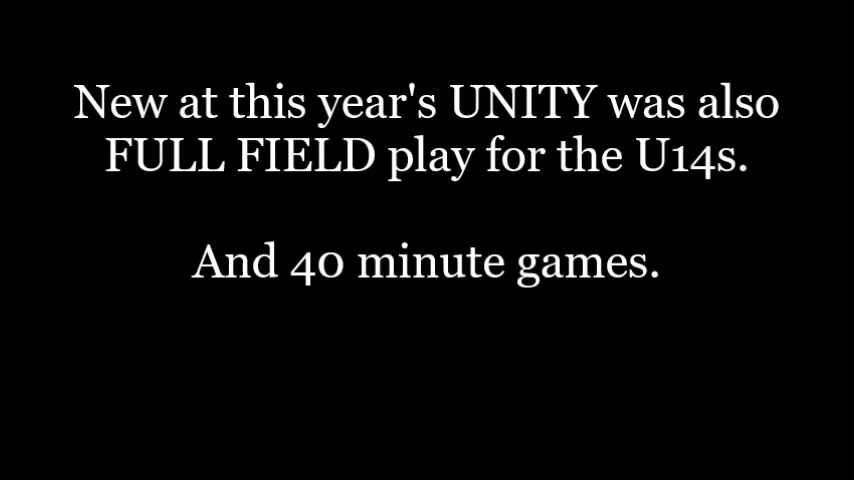 New at this year's UNITY was also
FULL FIELD play for the U14s.
And 40 minute games.